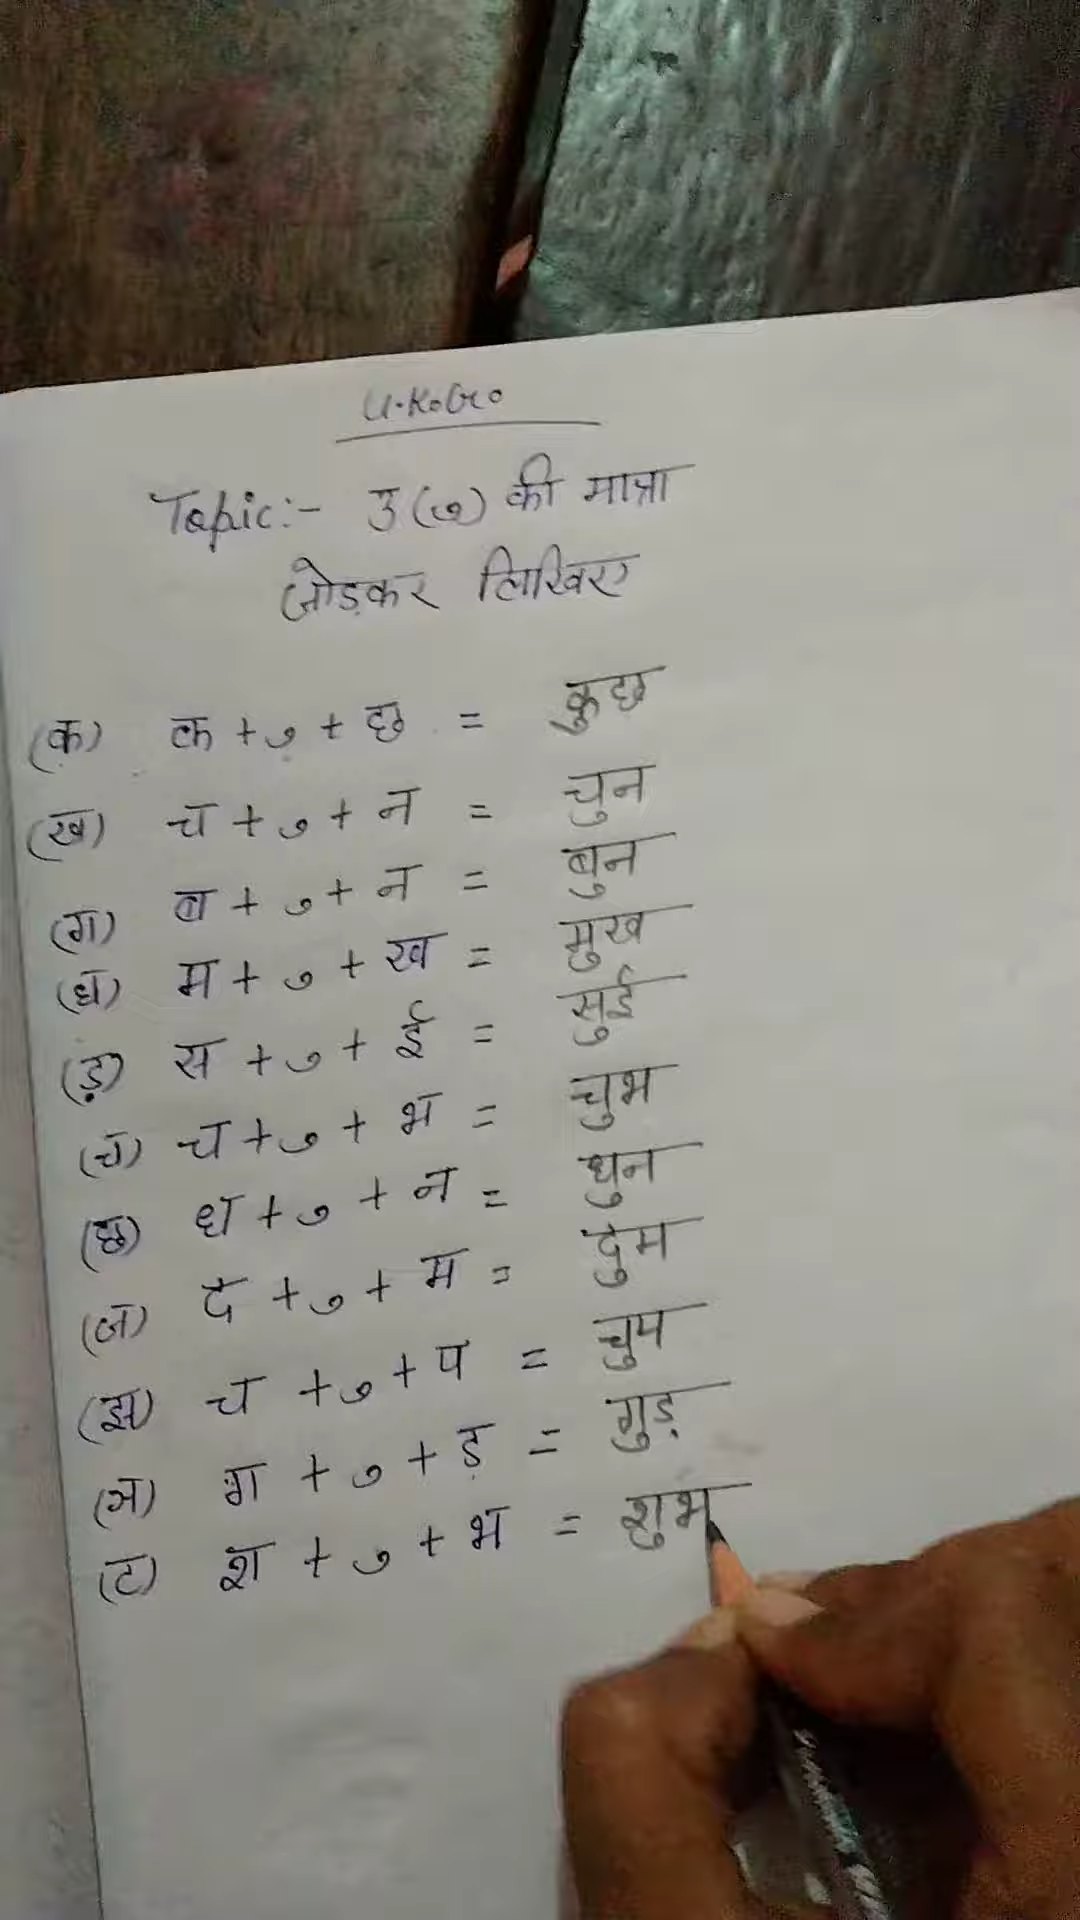 U.K.G.
Topic:- उ (ु) की मात्रा
जोड़कर लिखिए
(क) क + ु + छ = कुछ
(ख) च + ु + न = चुन
(ग) ब + ु + न = बुन
(घ) म + ु + ख = मुख
(ड़) स + ु + ई = सुई
(च) च + ु + भ = चुभ
(छ) ध + ु + न = धुन
(ज) द + ु + म = दुम
(झ) च + ु + प = चुप
(ञ) ग + ु + ड़ = गुड़
(ट) श + ु + भ = शुभ